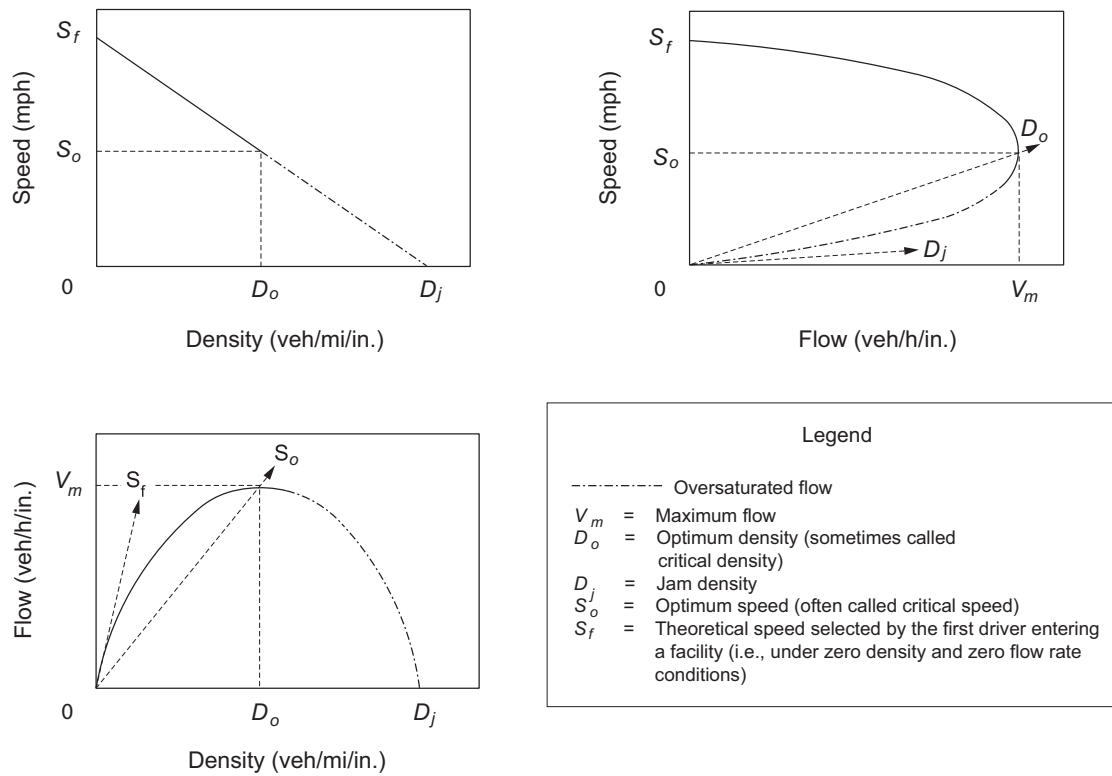 S_f
S_o
Speed (mph)
0
D_o
D_j
Density (veh/mi/in.)
S_f
S_o
Speed (mph)
D_o
D_j
0
V_m
Flow (veh/h/in.)
V_m
S_f
S_o
Flow (veh/h/in.)
0
D_o
D_j
Density (veh/mi/in.)
Legend
Oversaturated flow
V_m = Maximum flow
D_o = Optimum density (sometimes called
critical density)
D_j = Jam density
S_o = Optimum speed (often called critical speed)
S_f = Theoretical speed selected by the first driver entering
a facility (i.e., under zero density and zero flow rate
conditions)